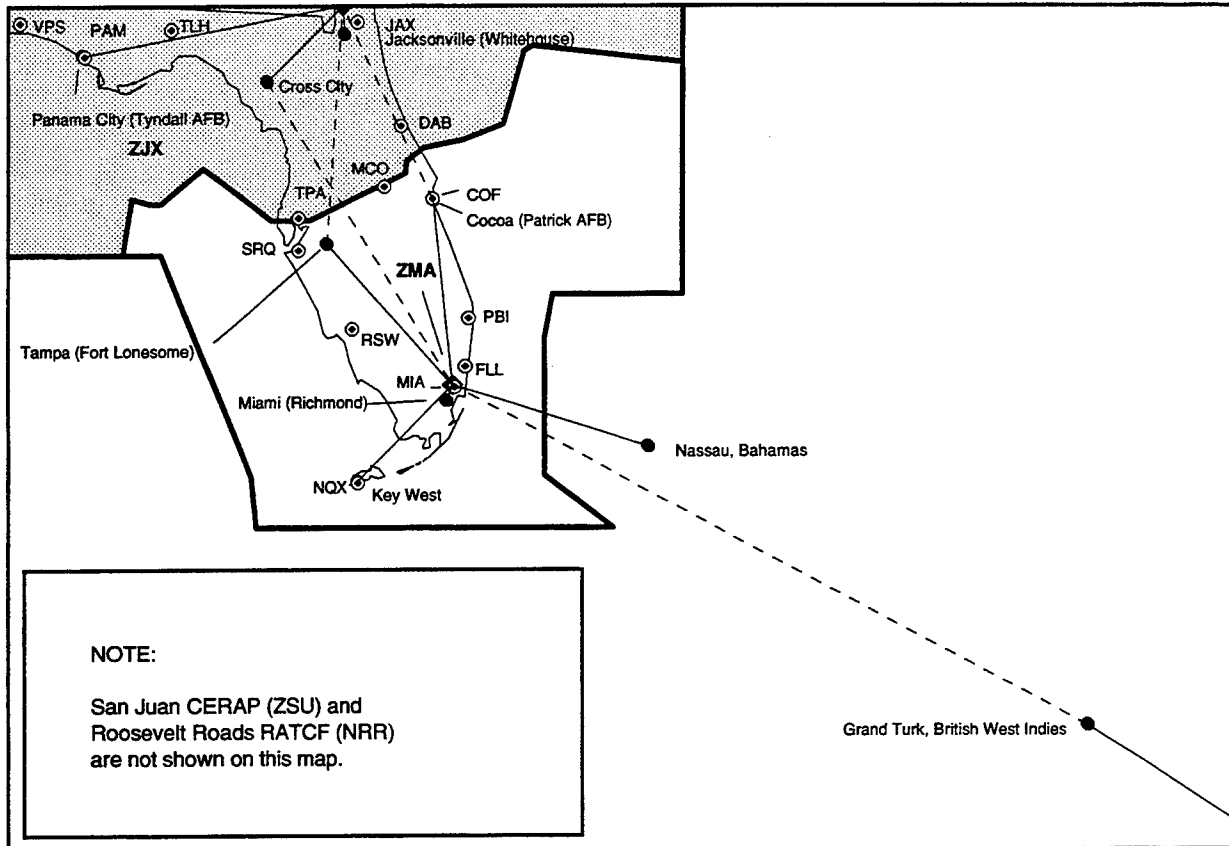 VPS
PAM
TLH
JAX
Jacksonville (Whitehouse)
Cross City
Panama City (Tyndall AFB)
ZJX
DAB
MCO
TPA
COF
Cocoa (Patrick AFB)
SRQ
ZMA
PBI
RSW
Tampa (Fort Lonesome)
FLL
MIA
Miami (Richmond)
Nassau, Bahamas
NQX
Key West
NOTE:
San Juan CERAP (ZSU) and
Roosevelt Roads RATCF (NRR)
are not shown on this map.
Grand Turk, British West Indies